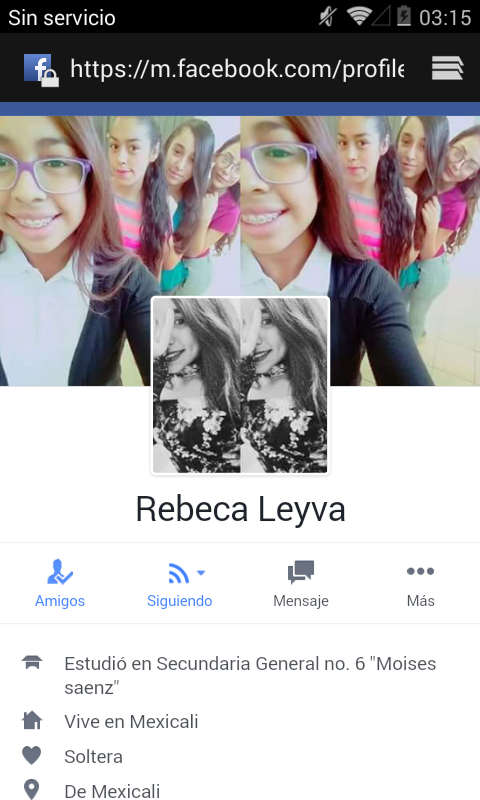 Sin servicio
03:15
https://m.facebook.com/profile
Rebeca Leyva
Amigos
Siguiendo
Mensaje
Más
Estudió en Secundaria General no. 6 "Moises
saenz"
Vive en Mexicali
Soltera
De Mexicali